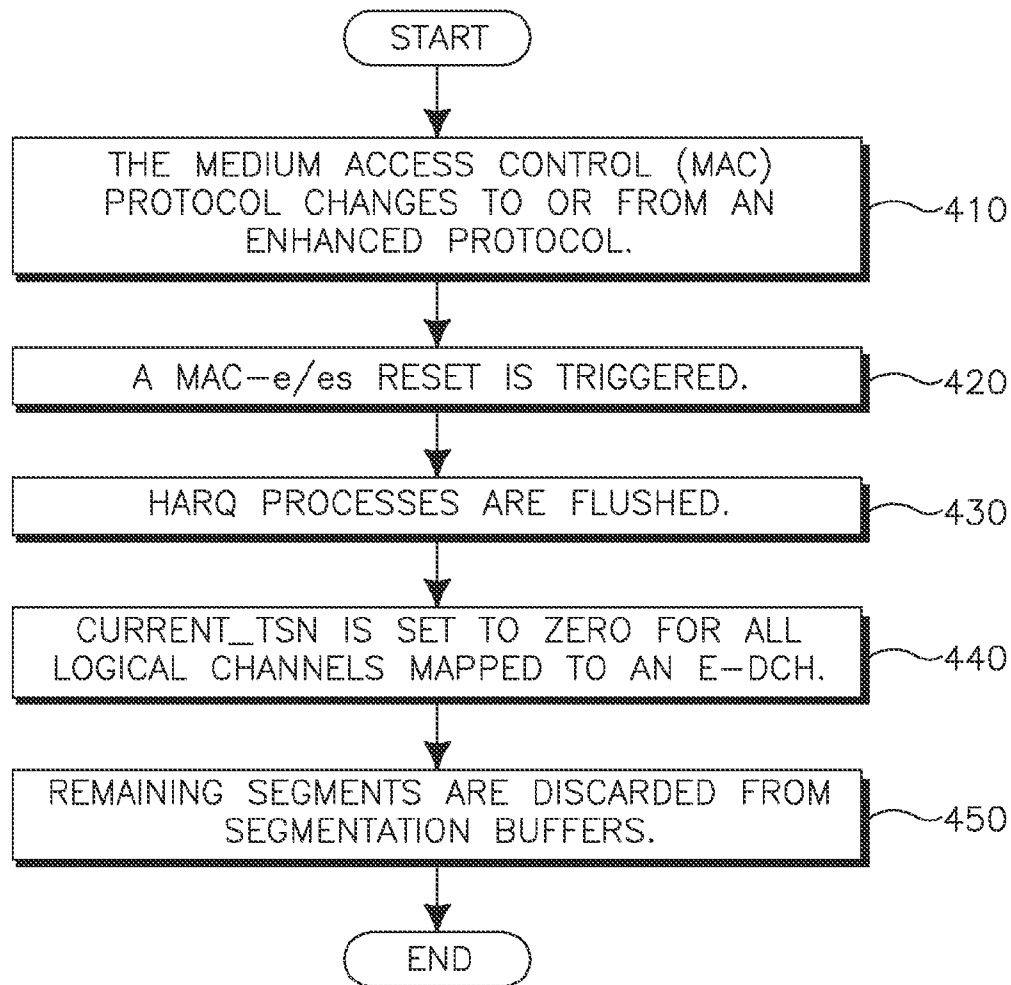 START
THE MEDIUM ACCESS CONTROL (MAC)
PROTOCOL CHANGES TO OR FROM AN
ENHANCED PROTOCOL.
410
A MAC-e/es RESET IS TRIGGERED.
420
HARQ PROCESSES ARE FLUSHED.
430
CURRENT_TSN IS SET TO ZERO FOR ALL
LOGICAL CHANNELS MAPPED TO AN E-DCH.
440
REMAINING SEGMENTS ARE DISCARDED FROM
SEGMENTATION BUFFERS.
450
END